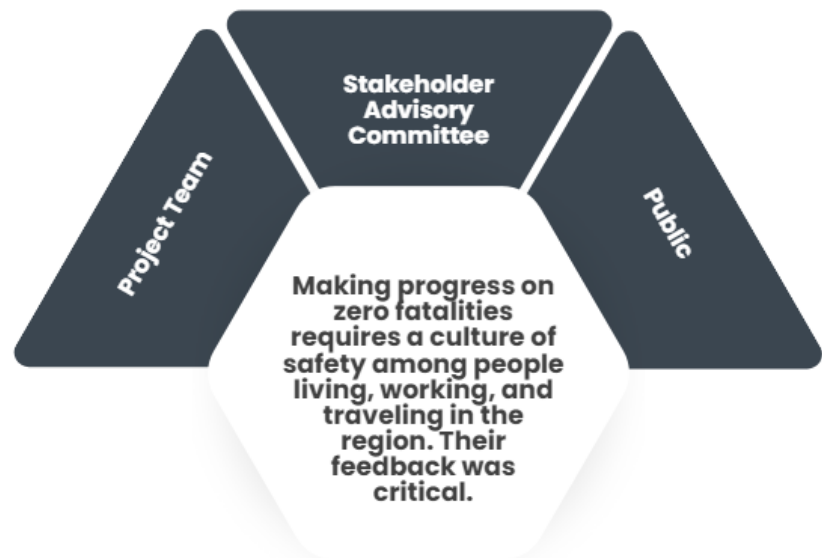 Project Team
Stakeholder
Advisory
Committee
Public
Making progress on
zero fatalities
requires a culture of
safety among people
living, working, and
traveling in the
region. Their
feedback was
critical.